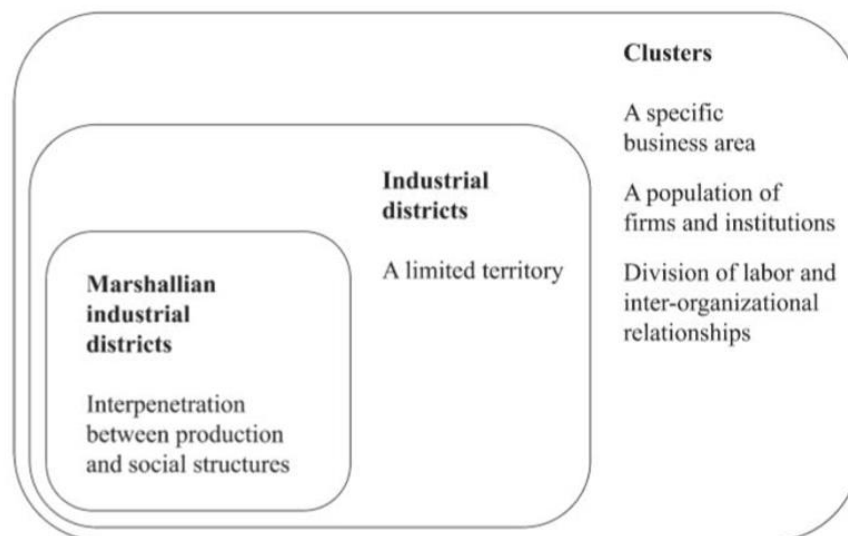 Clusters
A specific
business area
A population of
firms and institutions
Division of labor and
inter-organizational
relationships
Industrial
districts
A limited territory
Marshallian
industrial
districts
Interpenetration
between production
and social structures